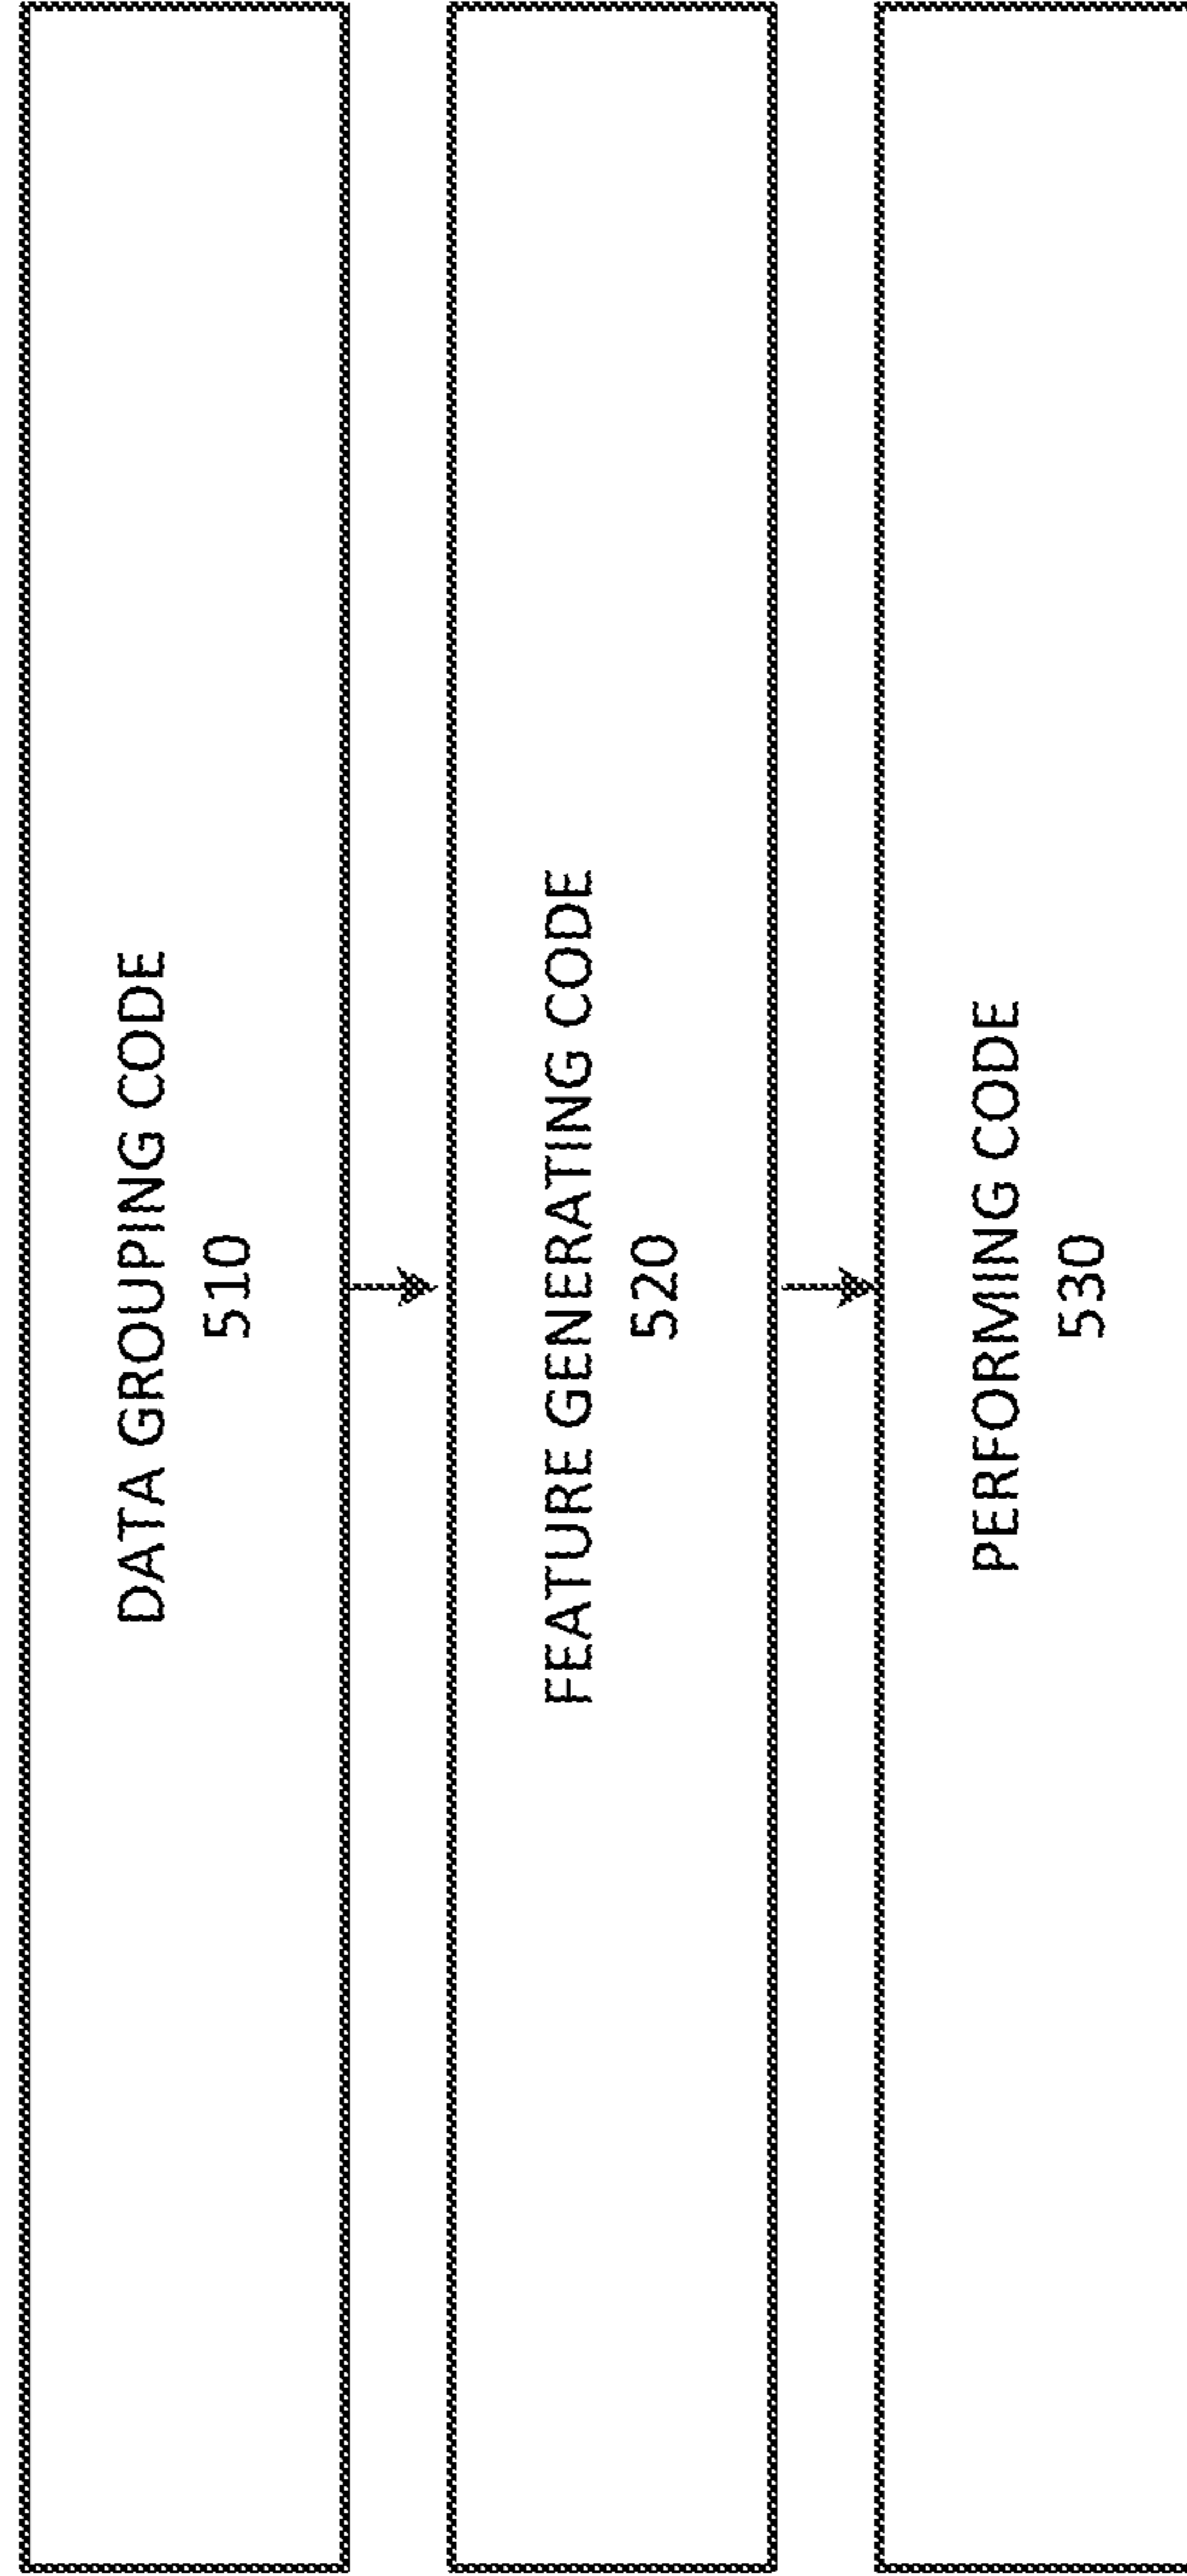 DATA GROUPING CODE
510
FEATURE GENERATING CODE
520
PERFORMING CODE
530